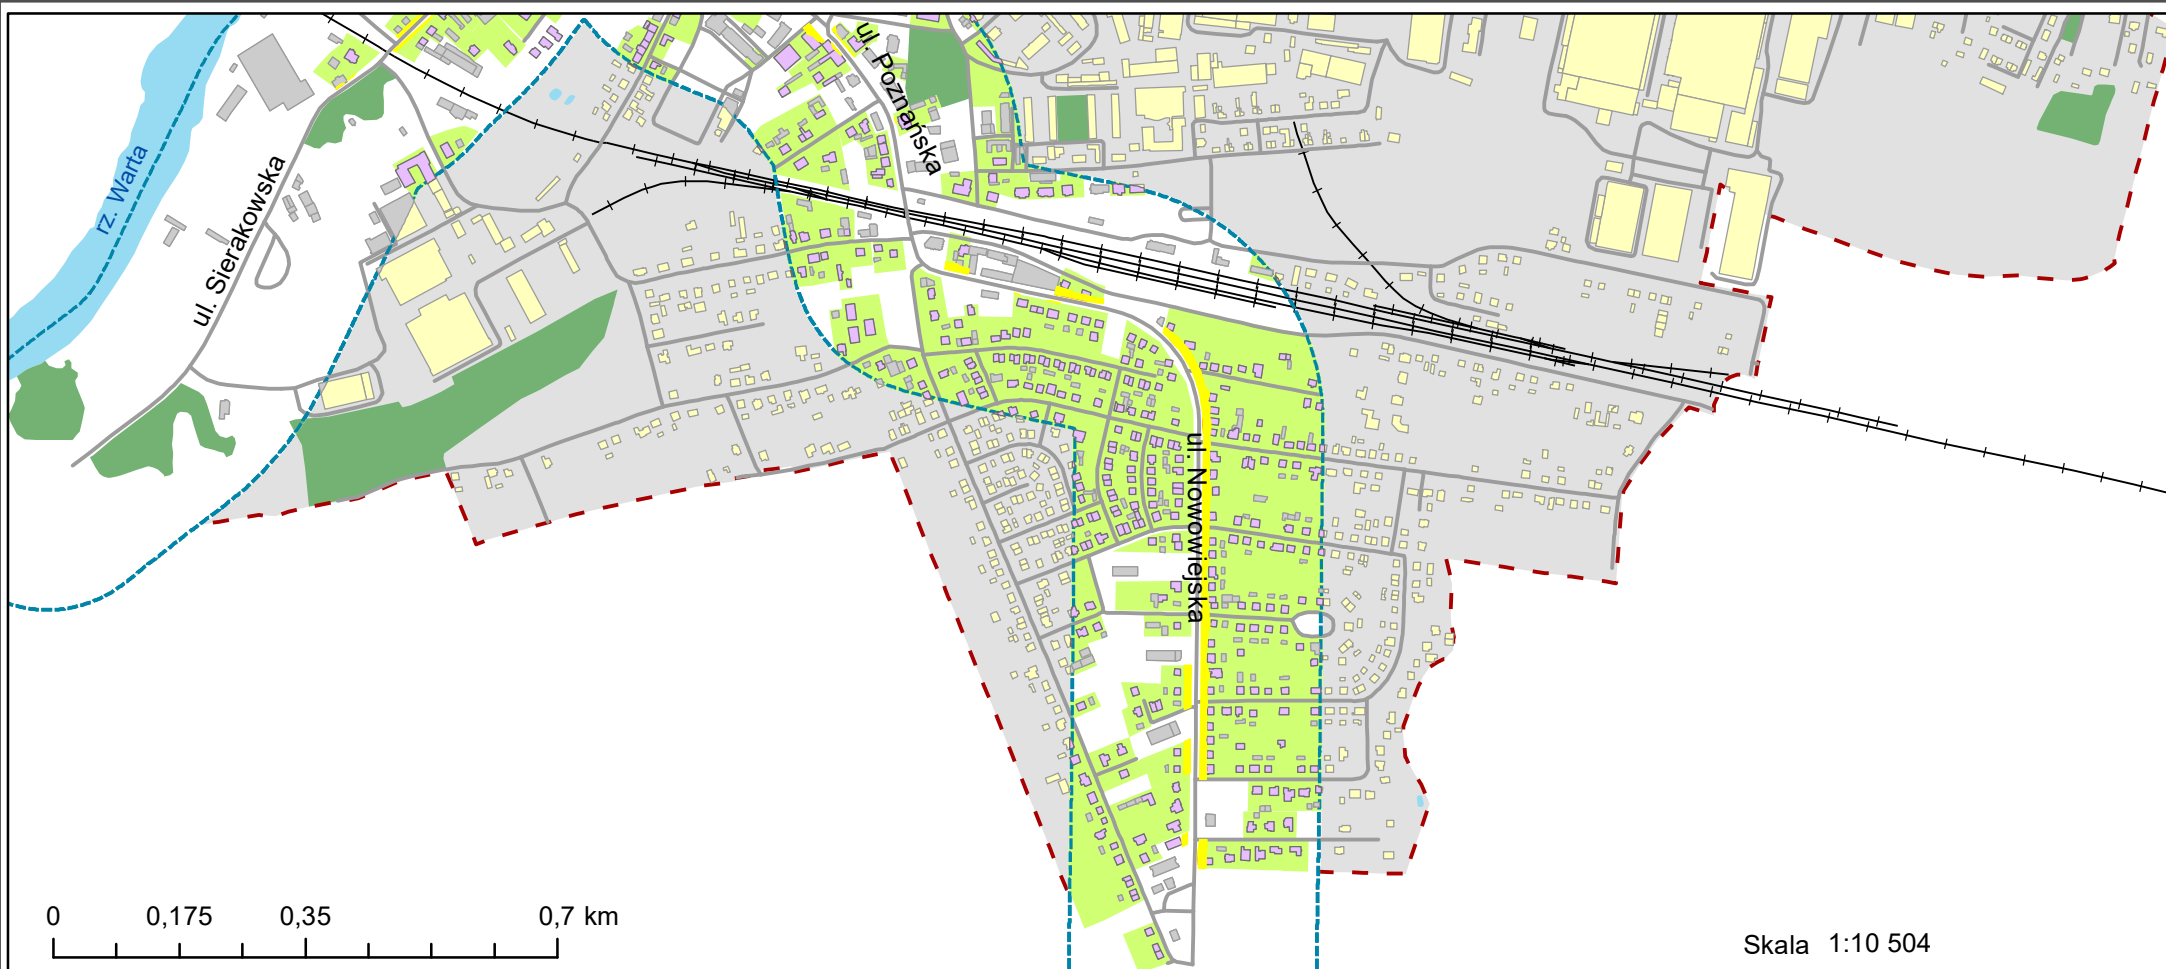 ul. Poznańska
rz. Warta
ul. Sierakowska
ul. Nowowiejska
0 0,175 0,35 0,7 km
Skala 1:10 504